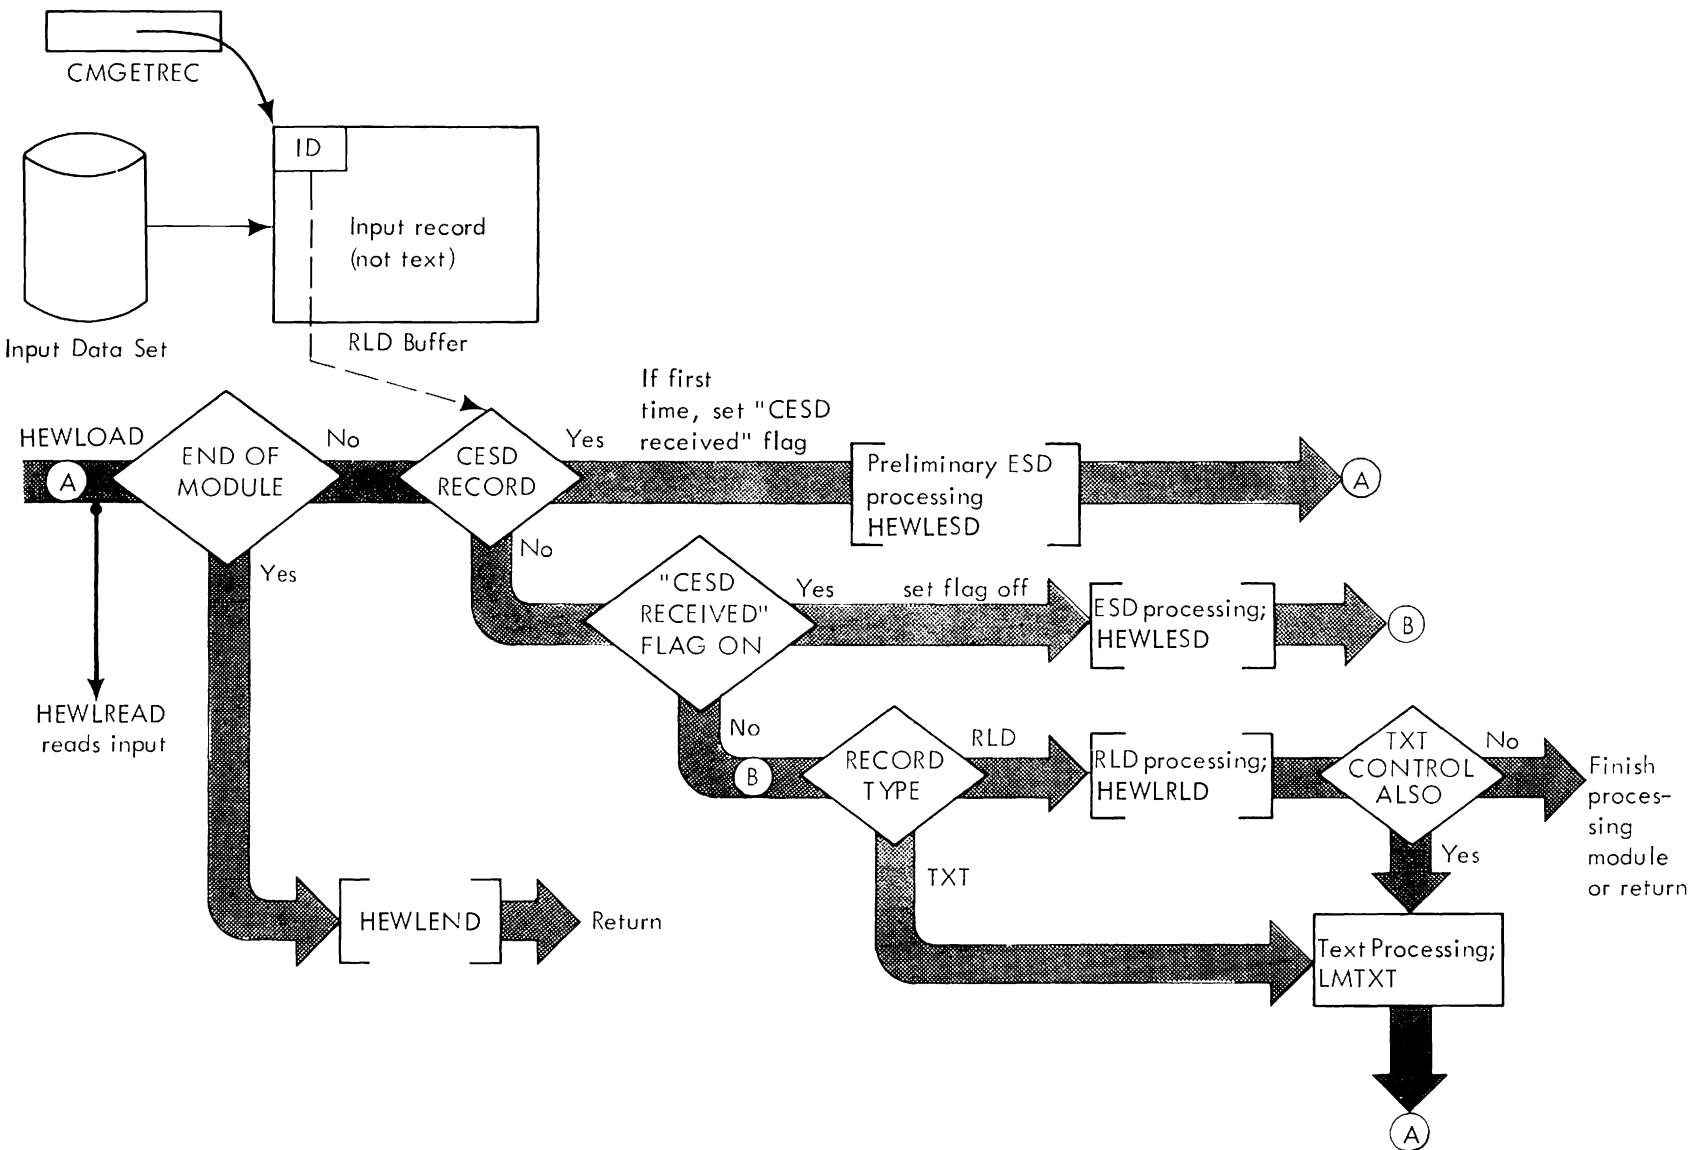 CMGETREC
ID
Input record
(not text)
Input Data Set
RLD Buffer
If first
time, set "CESD
received" flag
HEWLOAD
A
END OF
MODULE
No
CESD
RECORD
Yes
Preliminary ESD
processing
HEWLESD
A
Yes
No
"CESD
RECEIVED"
FLAG ON
Yes
set flag off
ESD processing;
HEWLESD
B
HEWLREAD
reads input
No
B
RECORD
TYPE
RLD
RLD processing;
HEWLRLD
TXT
CONTROL
ALSO
No
Finish
proces-
sing
module
or return
Yes
TXT
HEWLEND
Return
Text Processing;
LMTXT
A